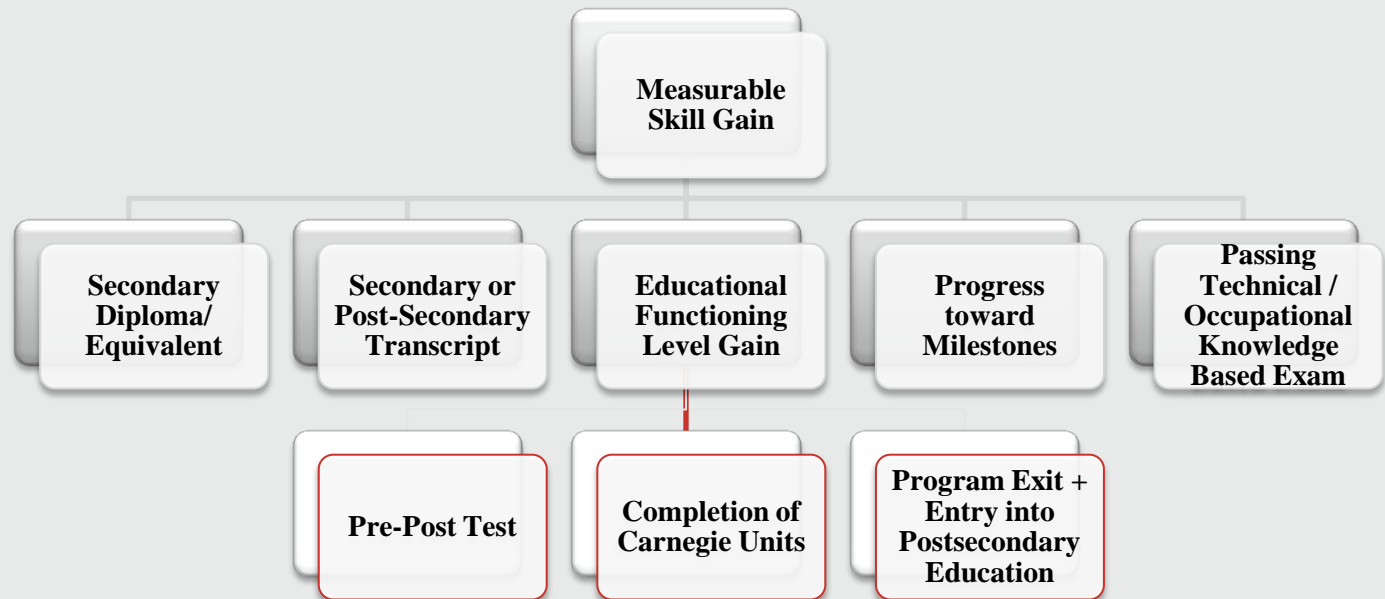 Measurable
Skill Gain
Secondary
Diploma/
Equivalent
Secondary or
Post-Secondary
Transcript
Educational
Functioning
Level Gain
Progress
toward
Milestones
Passing
Technical /
Occupational
Knowledge
Based Exam
Pre-Post Test
Completion of
Carnegie Units
Program Exit +
Entry into
Postsecondary
Education